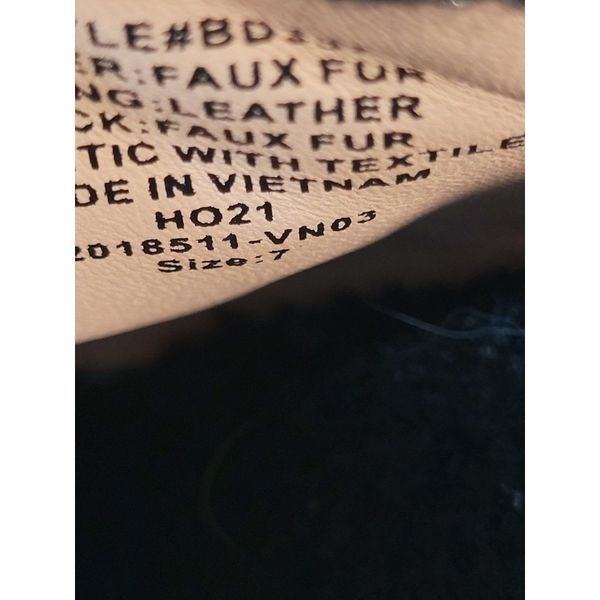 LE#BD
ER:FAUX FUR
NG:LEATHER
CK:FAUX FUR
TIC WITH TEXTILE
DE IN VIETNAM
HO21
2018511-VN03
Size:7